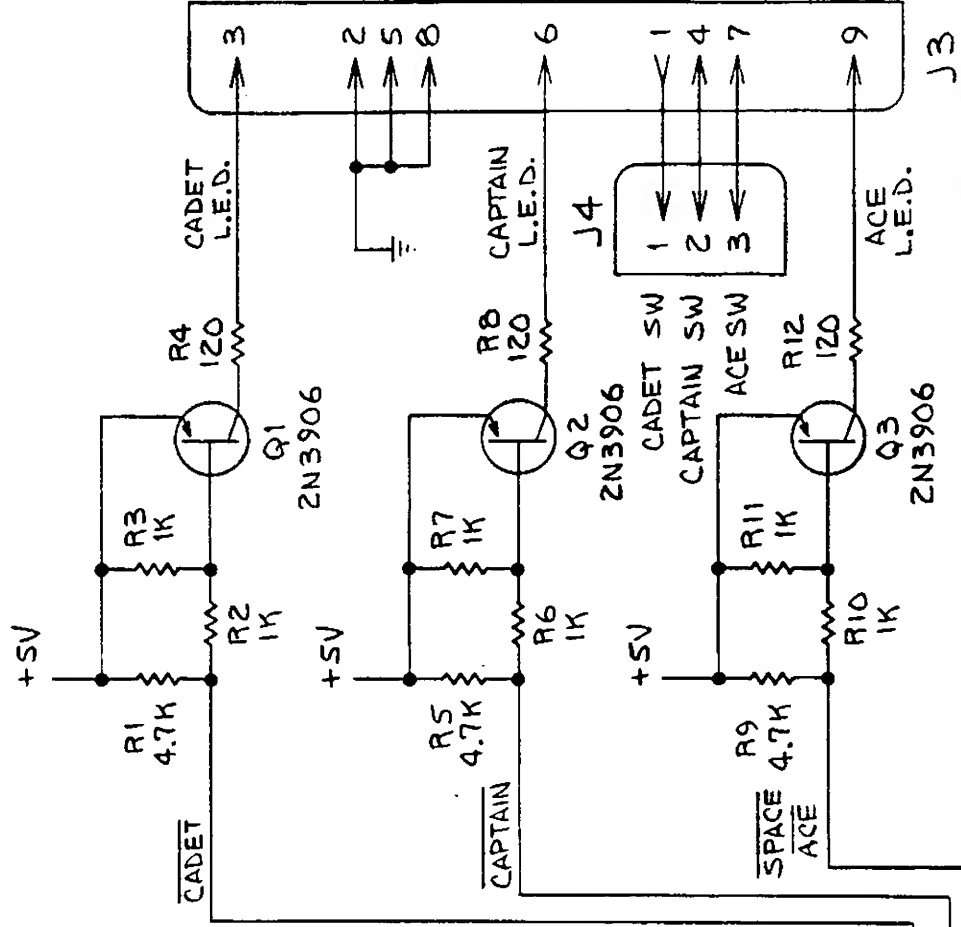 3
2
5
8
6
1
4
7
9
J3
CADET
L.E.D.
CAPTAIN
L.E.D.
J4
1
2
3
ACE
L.E.D.
R4
120
R8
120
CADET SW
CAPTAIN SW
ACE SW
R12
120
Q1
2N3906
Q2
2N3906
Q3
2N3906
R3
1K
R7
1K
R11
1K
+5V
R2
1K
+5V
R6
1K
+5V
R10
1K
R1
4.7K
R5
4.7K
R9
4.7K
CADET
CAPTAIN
SPACE
ACE